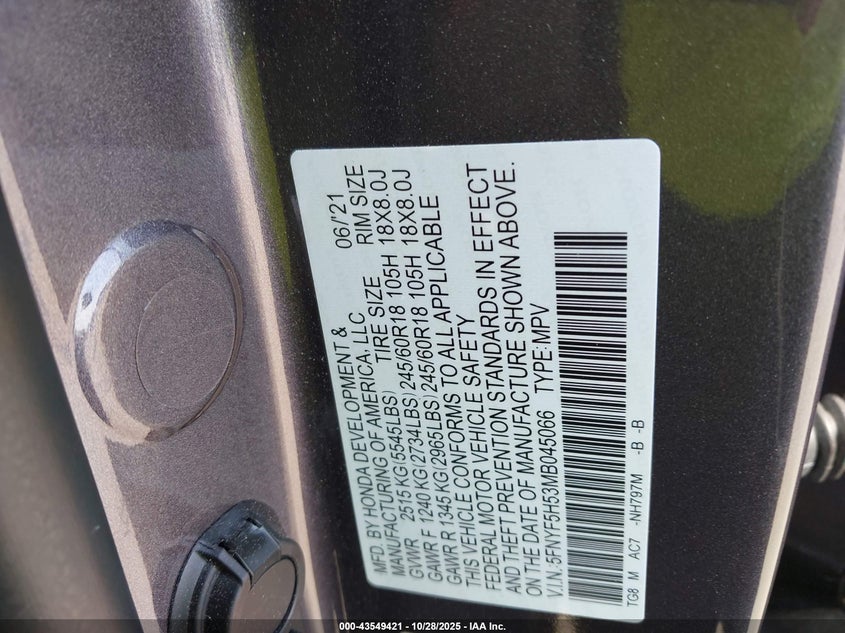 MFD. BY HONDA DEVELOPMENT &
MANUFACTURING OF AMERICA, LLC 06/'21
GVWR 2515 KG(5545LBS) TIRE SIZE RIM SIZE
GAWR F 1240 KG(2734LBS) 245/60R18 105H 18X8.0J
GAWR R 1345 KG(2965LBS) 245/60R18 105H 18X8.0J
THIS VEHICLE CONFORMS TO ALL APPLICABLE
FEDERAL MOTOR VEHICLE SAFETY
AND THEFT PREVENTION STANDARDS IN EFFECT
ON THE DATE OF MANUFACTURE SHOWN ABOVE.
V.I.N.:5FNYF5H53MB045066 TYPE:MPV
TG8 M AC7 -NH797M -B -B
000-43549421 - 10/28/2025 - IAA Inc.